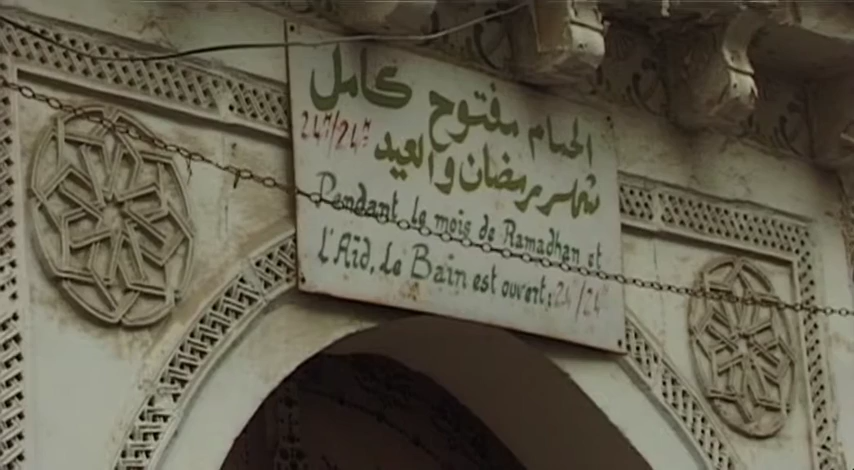 الحمام مفتوح كامل
شهر رمضان والعيد 24/24
Pendant le mois de Ramadhan et
l'Aïd, le Bain est ouvert, 24/24